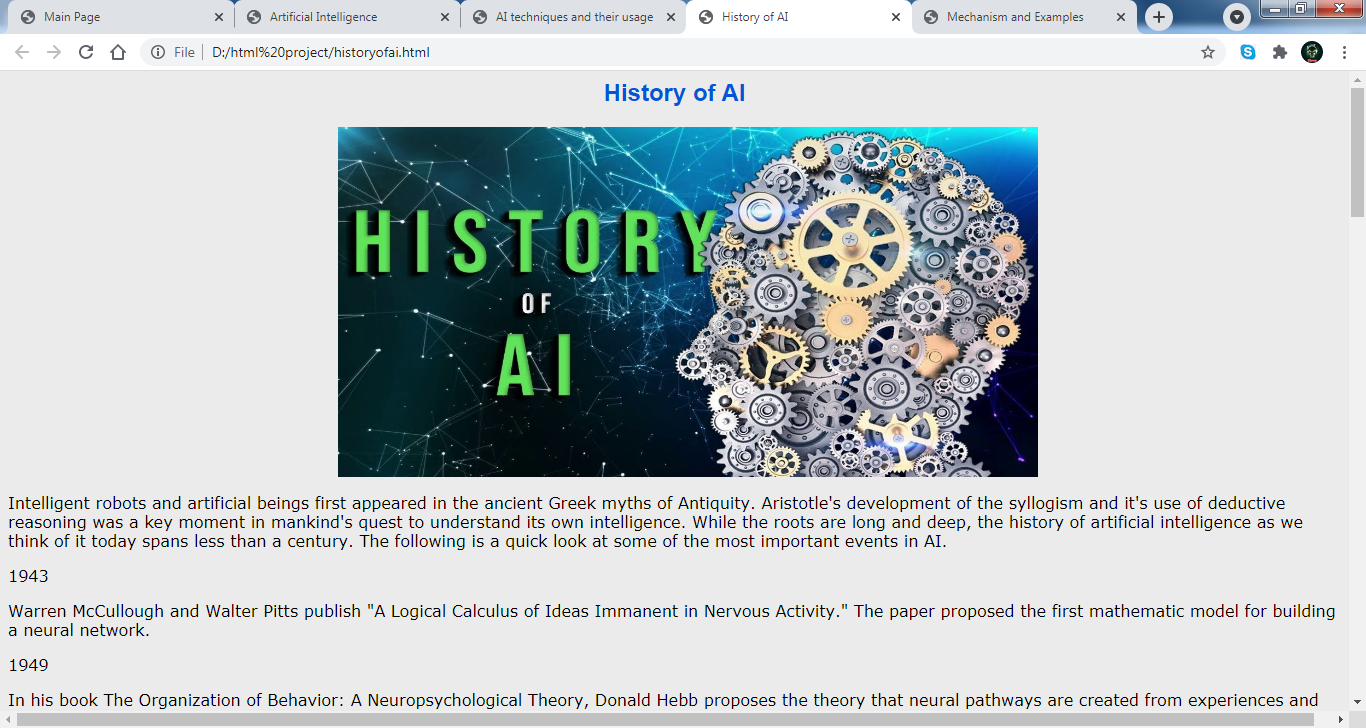 Main Page
Artificial Intelligence
AI techniques and their usage
History of AI
Mechanism and Examples
File
D:/html%20project/historyofai.html
History of AI
HISTORY
OF
AI
Intelligent robots and artificial beings first appeared in the ancient Greek myths of Antiquity. Aristotle's development of the syllogism and it's use of deductive
reasoning was a key moment in mankind's quest to understand its own intelligence. While the roots are long and deep, the history of artificial intelligence as we
think of it today spans less than a century. The following is a quick look at some of the most important events in AI.
1943
Warren McCullough and Walter Pitts publish "A Logical Calculus of Ideas Immanent in Nervous Activity." The paper proposed the first mathematic model for building
a neural network.
1949
In his book The Organization of Behavior: A Neuropsychological Theory, Donald Hebb proposes the theory that neural pathways are created from experiences and